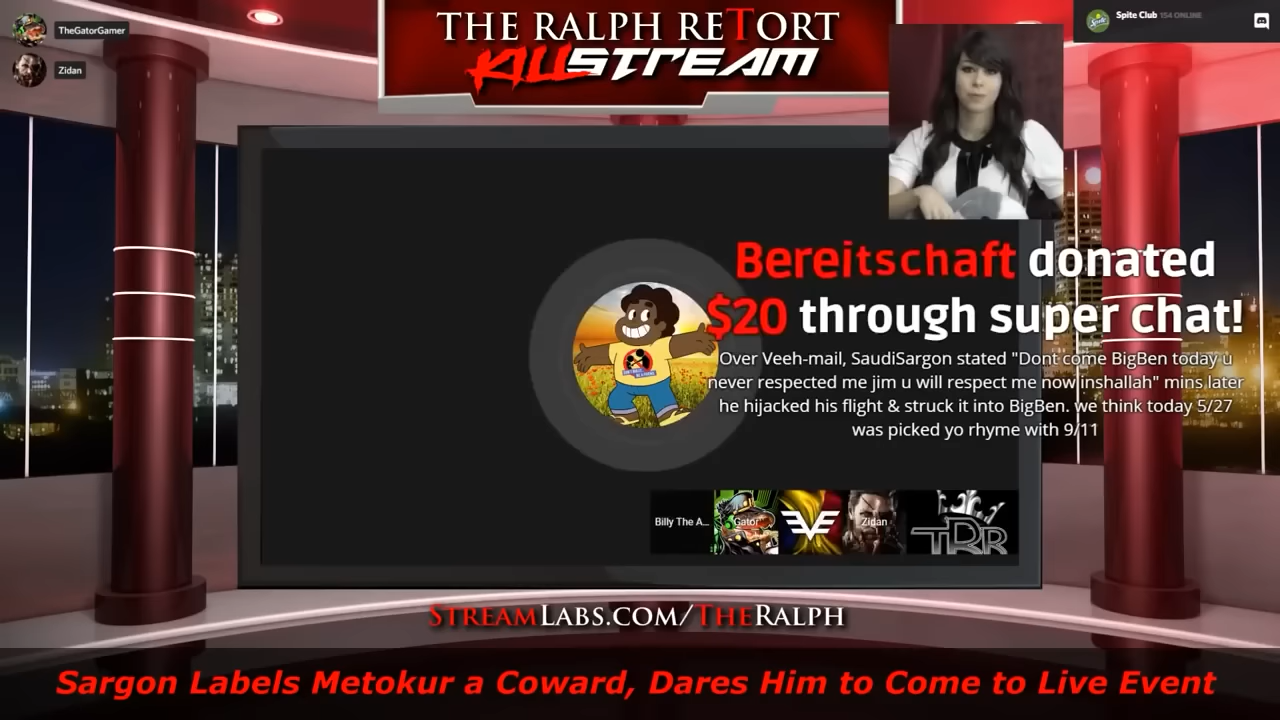 TheGatorGamer
Zidan
THE RALPH RETORT
KILLSTREAM
Spite Club 154 ONLINE
Bereitschaft donated
$20 through super chat!
Over Veeh-mail, SaudiSargon stated "Dont come BigBen today u
never respected me jim u will respect me now inshallah" mins later
he hijacked his flight & struck it into BigBen. we think today 5/27
was picked yo rhyme with 9/11
Billy The A...
Gator
Zidan
TRR
STREAMLABS.COM/THERALPH
Sargon Labels Metokur a Coward, Dares Him to Come to Live Event